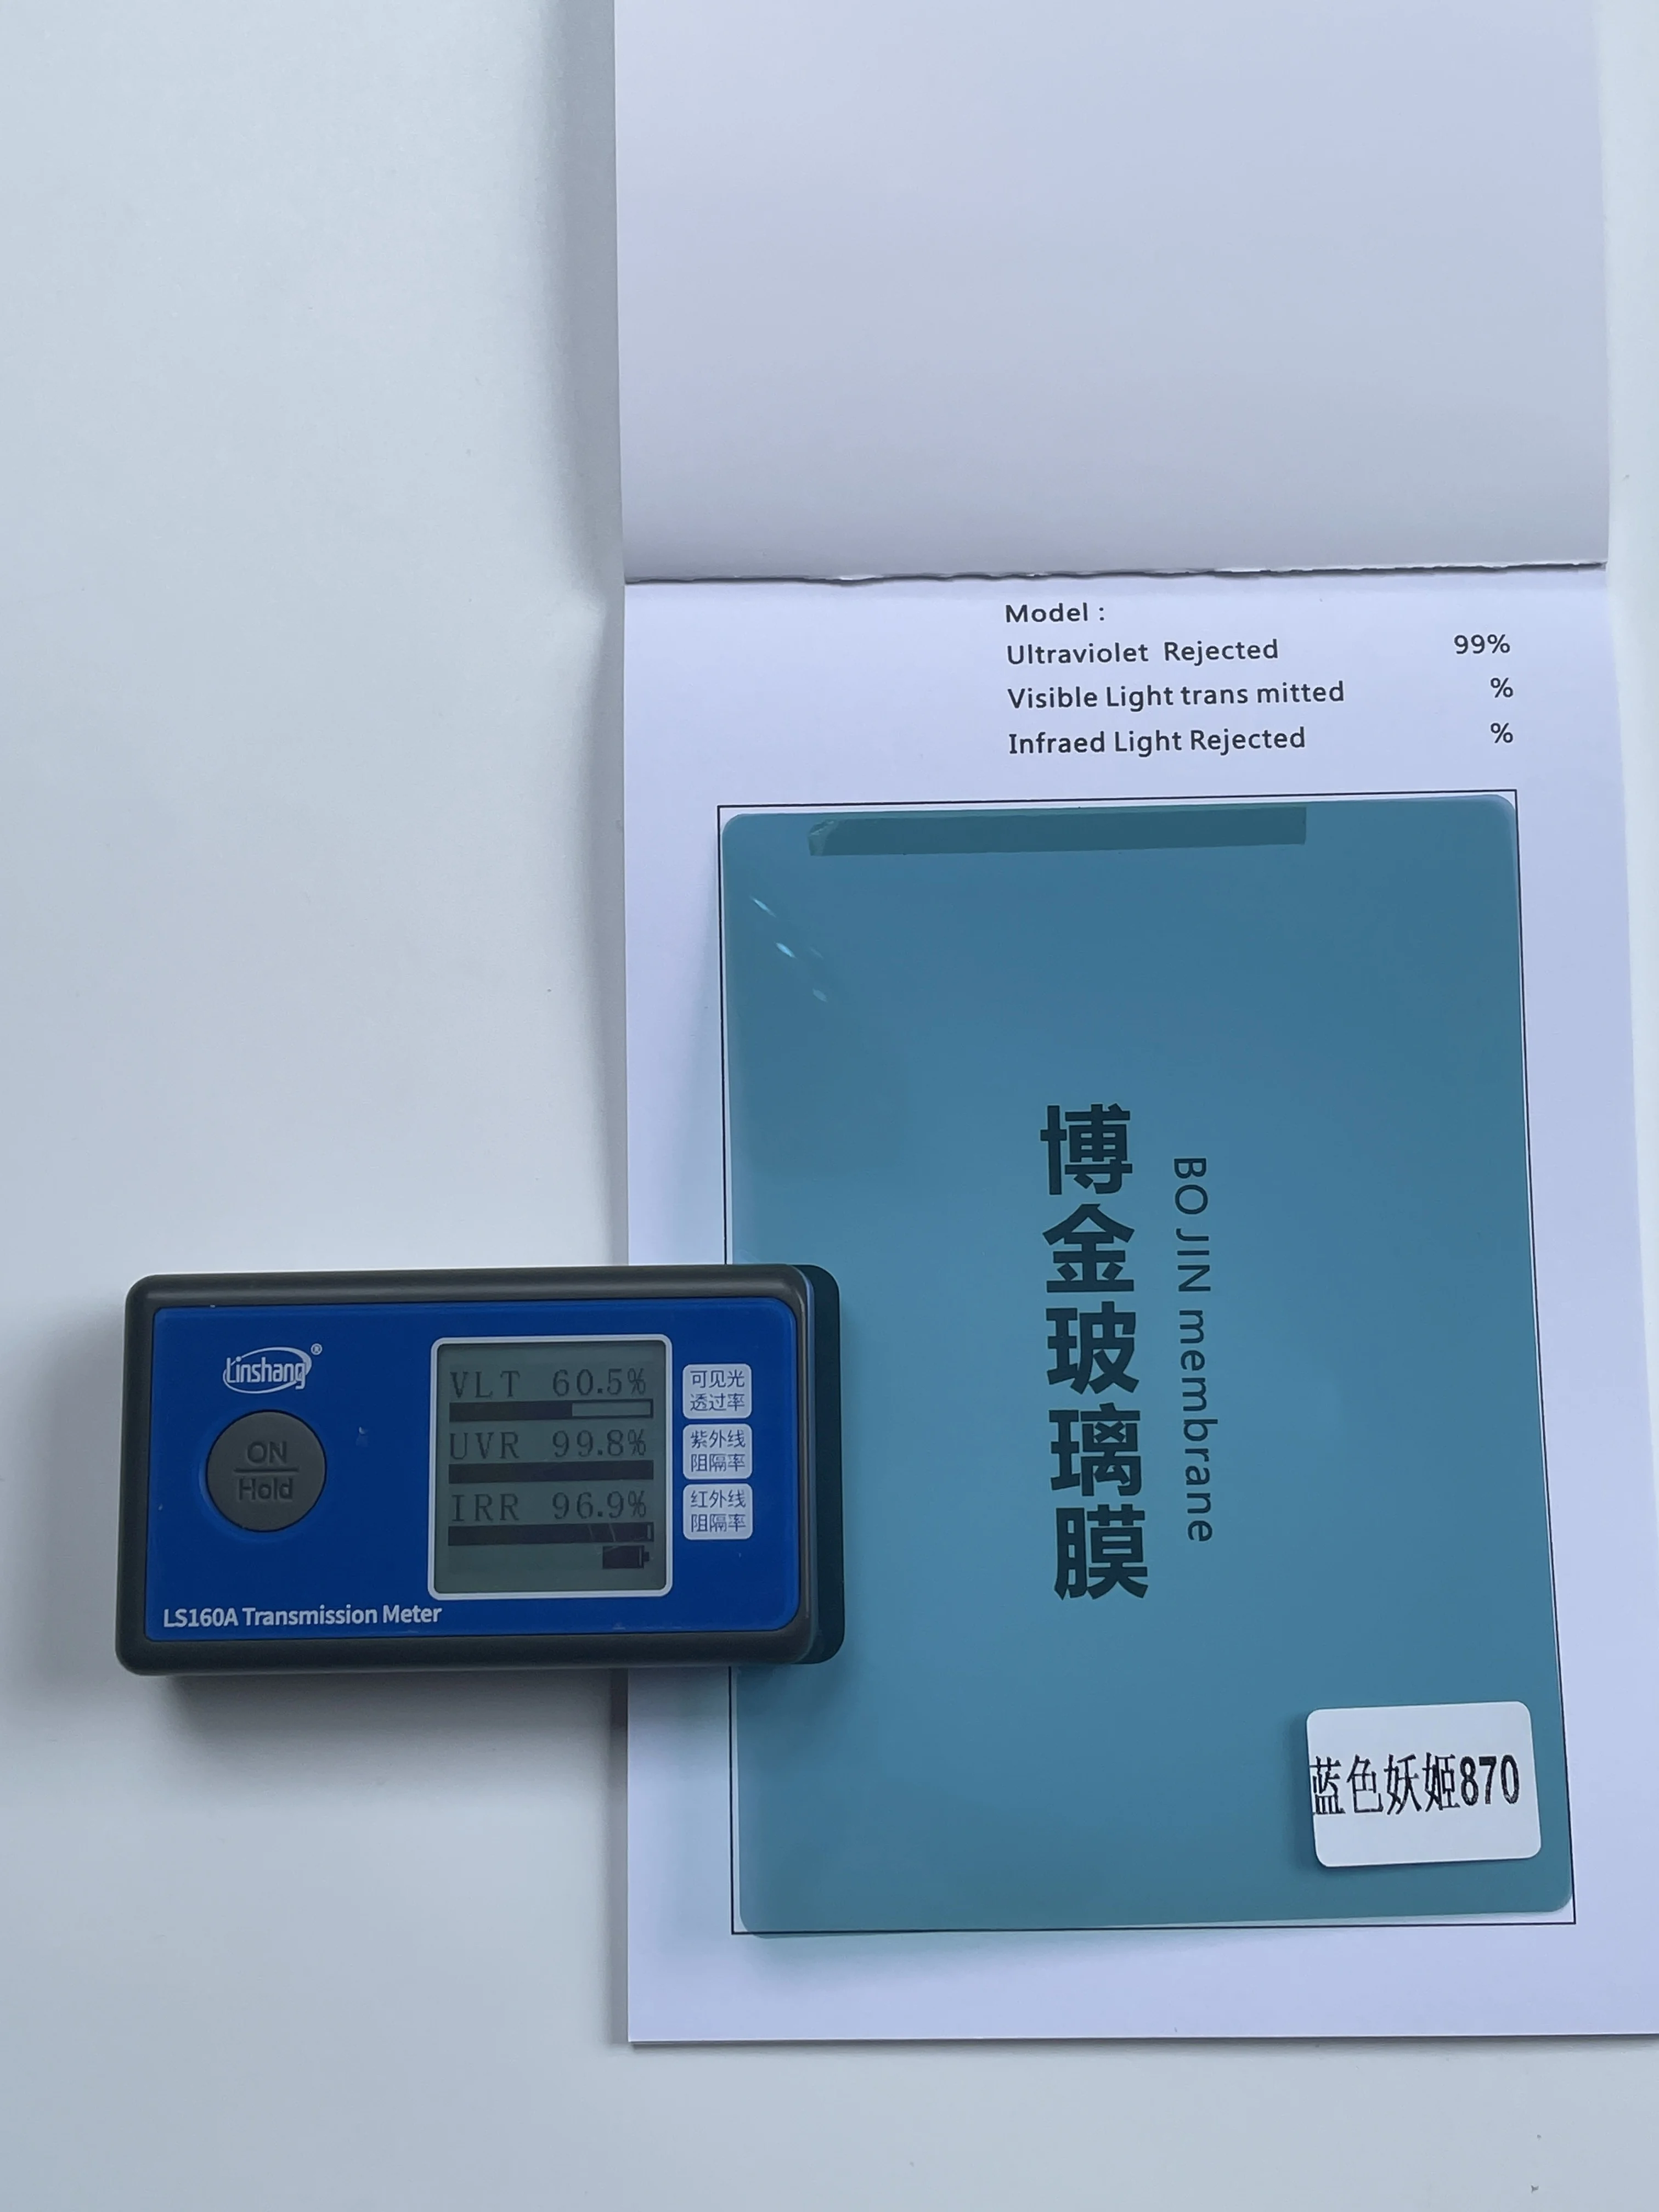 Model :
Ultraviolet Rejected 99%
Visible Light trans mitted %
Infraed Light Rejected %
博金玻璃膜
BO JIN membrane
Linshang®
ON
Hold
VLT 60.5%
UVR 99.8%
IRR 96.9%
可见光
透过率
紫外线
阻隔率
红外线
阻隔率
LS160A Transmission Meter
蓝色妖姬870